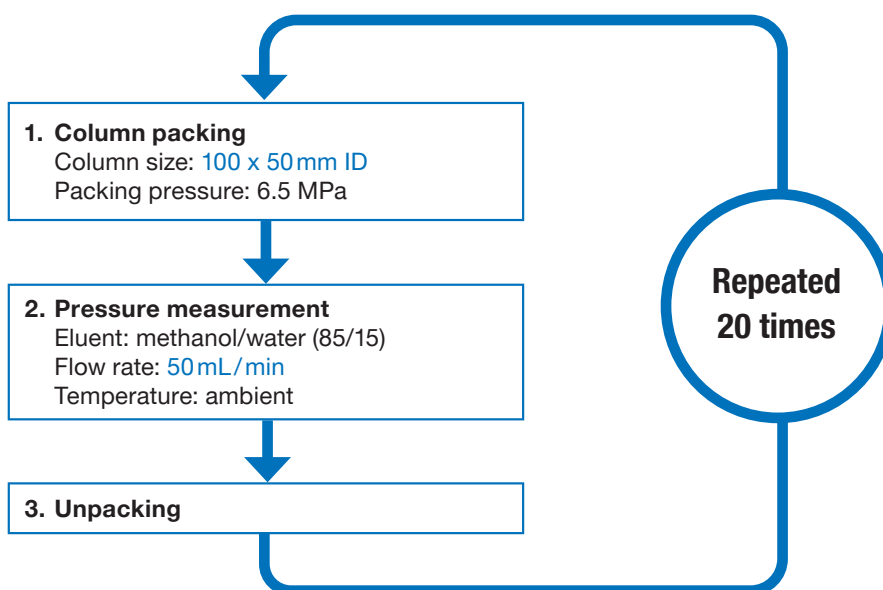 1. Column packing
Column size: 100 x 50 mm ID
Packing pressure: 6.5 MPa
2. Pressure measurement
Eluent: methanol/water (85/15)
Flow rate: 50 mL/min
Temperature: ambient
3. Unpacking
Repeated
20 times